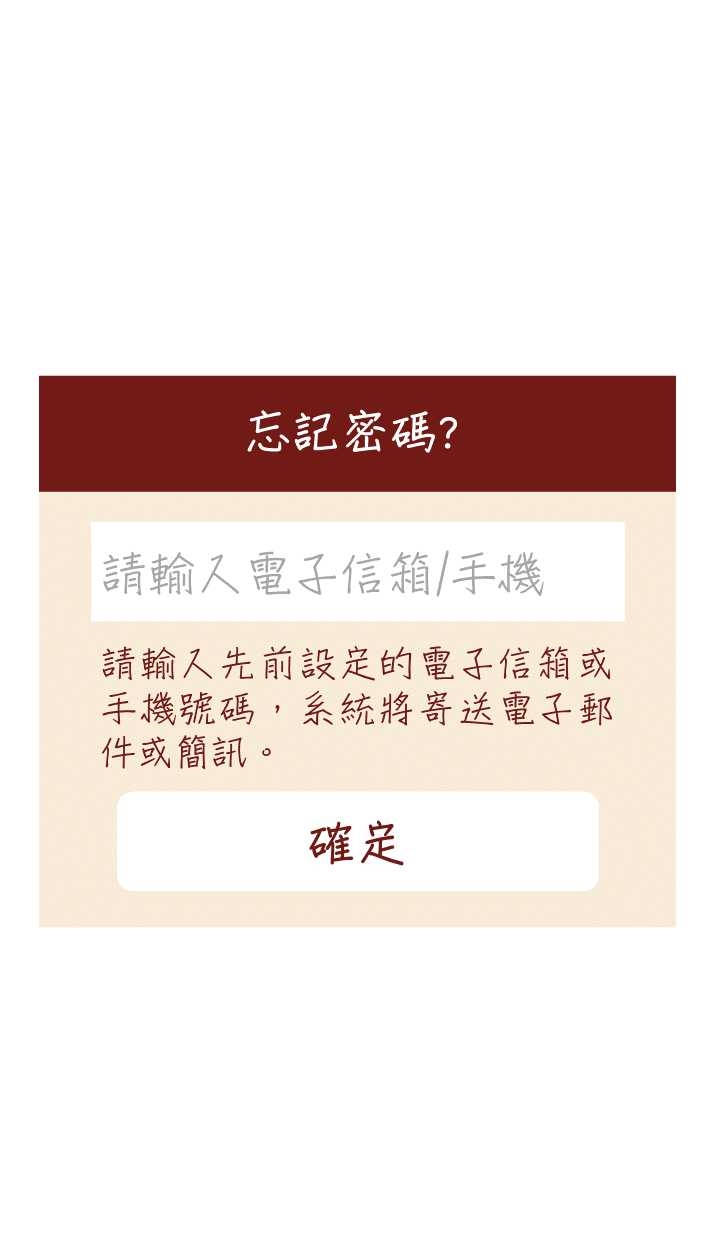 忘記密碼?
請輸入電子信箱/手機
請輸入先前設定的電子信箱或
手機號碼，系統將寄送電子郵
件或簡訊。
確定